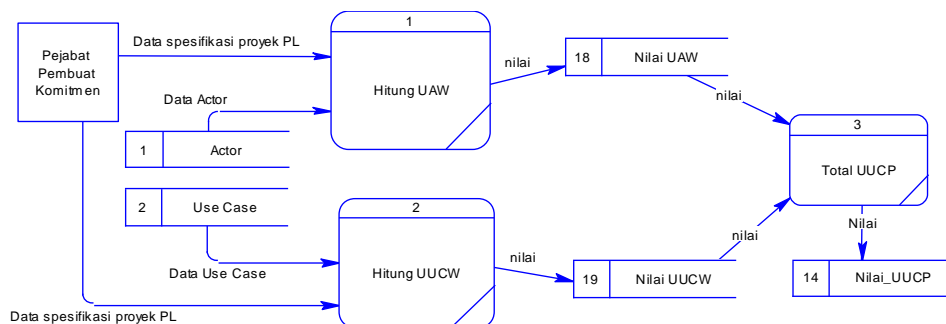 Pejabat
Pembuat
Komitmen
Data spesifikasi proyek PL
1
Hitung UAW
nilai
18
Nilai UAW
nilai
Data Actor
1
Actor
2
Use Case
Data Use Case
Data spesifikasi proyek PL
2
Hitung UUCW
nilai
19
Nilai UUCW
nilai
3
Total UUCP
Nilai
14
Nilai_UUCP